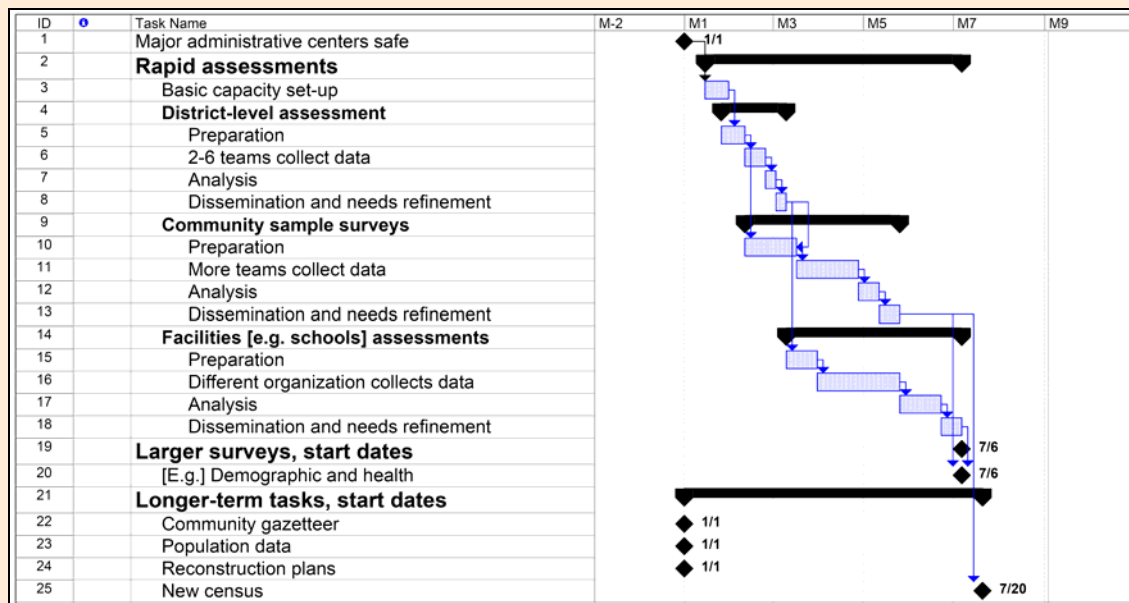 ID Task Name M-2 M1 M3 M5 M7 M9
1 Major administrative centers safe 1/1
2 Rapid assessments
3 Basic capacity set-up
4 District-level assessment
5 Preparation
6 2-6 teams collect data
7 Analysis
8 Dissemination and needs refinement
9 Community sample surveys
10 Preparation
11 More teams collect data
12 Analysis
13 Dissemination and needs refinement
14 Facilities [e.g. schools] assessments
15 Preparation
16 Different organization collects data
17 Analysis
18 Dissemination and needs refinement
19 Larger surveys, start dates 7/6
20 [E.g.] Demographic and health 7/6
21 Longer-term tasks, start dates
22 Community gazetteer 1/1
23 Population data 1/1
24 Reconstruction plans 1/1
25 New census 7/20